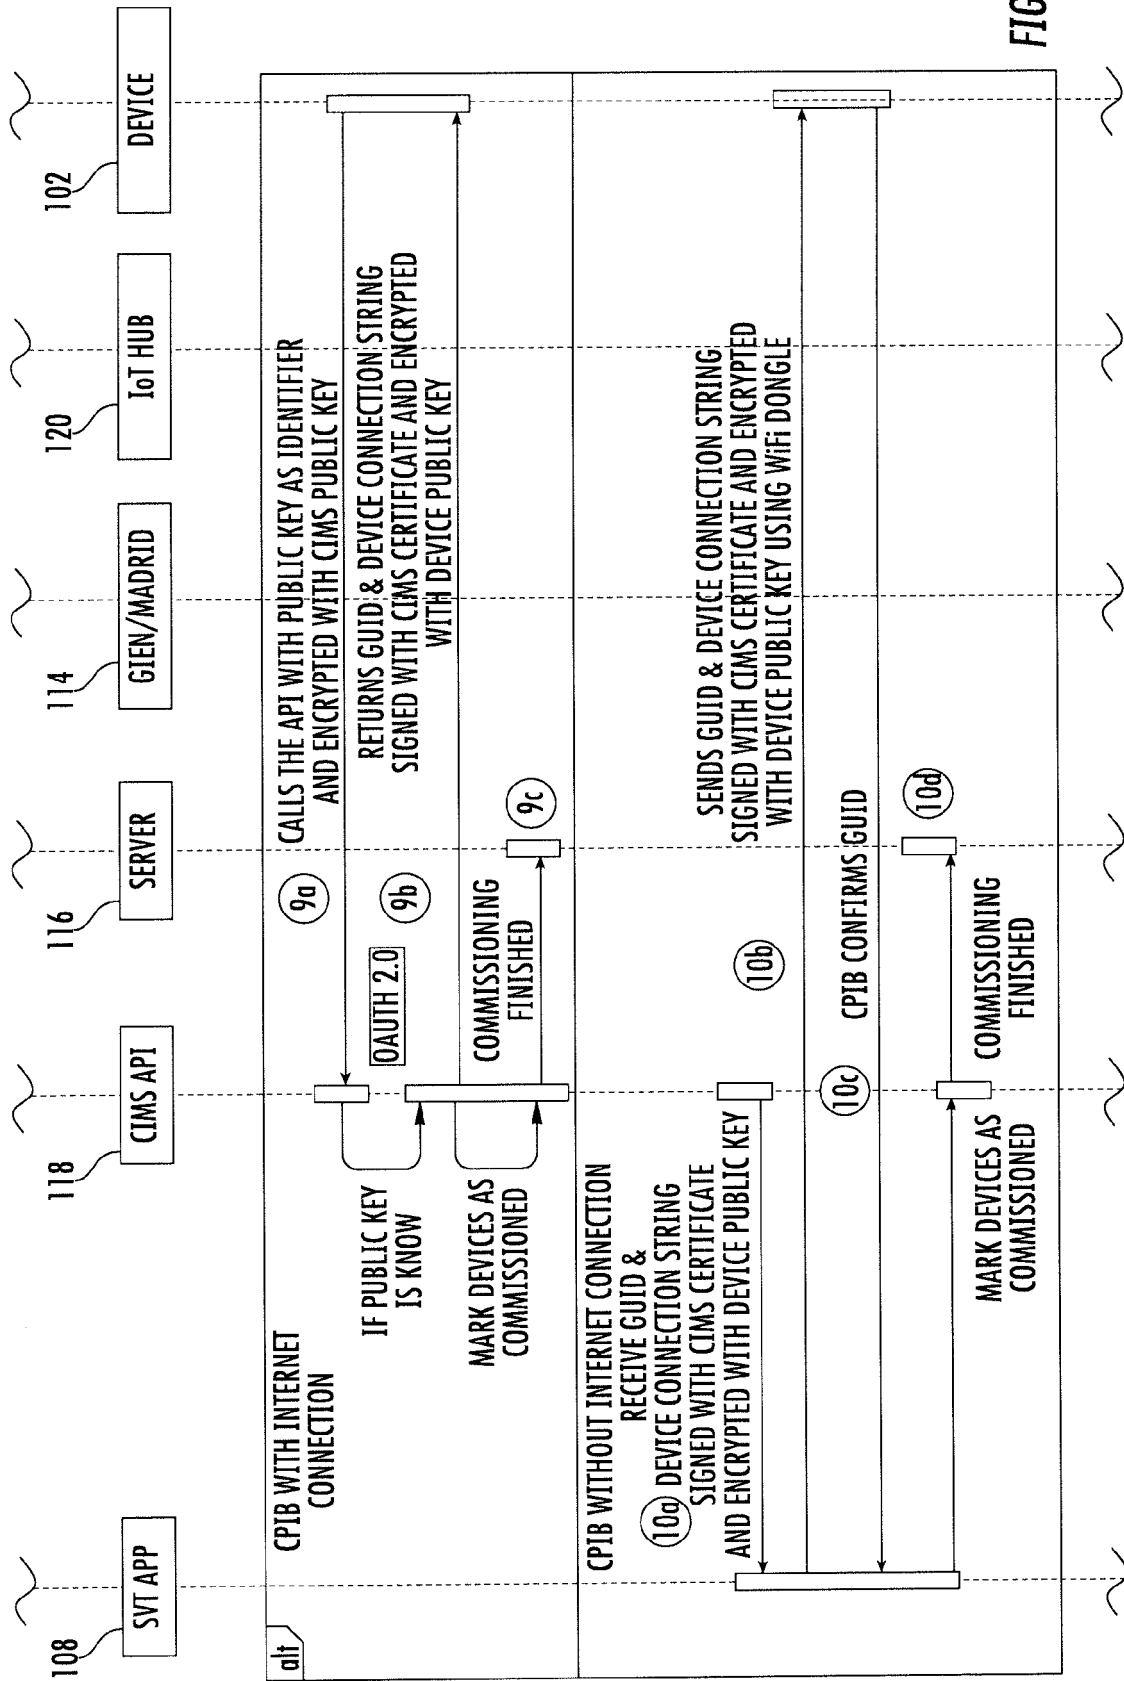 108
SVT APP
118
CIMS API
116
SERVER
114
GIEN/MADRID
120
IoT HUB
102
DEVICE
alt
CPIB WITH INTERNET
CONNECTION
9a
CALLS THE API WITH PUBLIC KEY AS IDENTIFIER
AND ENCRYPTED WITH CIMS PUBLIC KEY
IF PUBLIC KEY
IS KNOW
OAUTH 2.0
9b
RETURNS GUID & DEVICE CONNECTION STRING
SIGNED WITH CIMS CERTIFICATE AND ENCRYPTED
WITH DEVICE PUBLIC KEY
MARK DEVICES AS
COMMISSIONED
COMMISSIONING
FINISHED
9c
CPIB WITHOUT INTERNET CONNECTION
RECEIVE GUID &
10a DEVICE CONNECTION STRING
SIGNED WITH CIMS CERTIFICATE
AND ENCRYPTED WITH DEVICE PUBLIC KEY
10b
SENDS GUID & DEVICE CONNECTION STRING
SIGNED WITH CIMS CERTIFICATE AND ENCRYPTED
WITH DEVICE PUBLIC KEY USING WiFi DONGLE
10c
CPIB CONFIRMS GUID
10d
MARK DEVICES AS
COMMISSIONED
COMMISSIONING
FINISHED
FIG